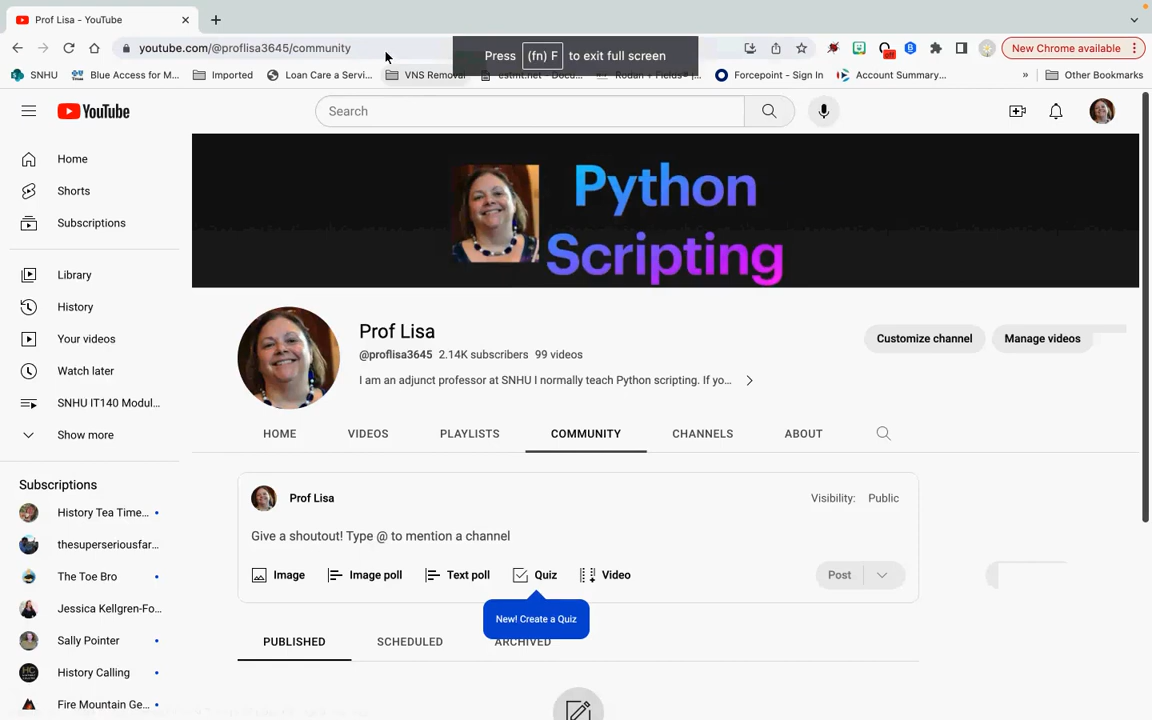 Prof Lisa - YouTube
youtube.com/@proflisa3645/community
Press (fn) F to exit full screen
New Chrome available
SNHU
Blue Access for M...
Imported
Loan Care a Servi...
VNS Removal
Forcepoint - Sign In
Account Summary...
»
Other Bookmarks
YouTube
Search
Home
Shorts
Subscriptions
Library
History
Your videos
Watch later
SNHU IT140 Modul...
Show more
Subscriptions
History Tea Time...
thesuperseriousfar...
The Toe Bro
Jessica Kellgren-Fo...
Sally Pointer
History Calling
Fire Mountain Ge...
Python
Scripting
Prof Lisa
@proflisa3645 2.14K subscribers 99 videos
I am an adjunct professor at SNHU I normally teach Python scripting. If yo...
Customize channel
Manage videos
HOME
VIDEOS
PLAYLISTS
COMMUNITY
CHANNELS
ABOUT
Prof Lisa
Visibility: Public
Give a shoutout! Type @ to mention a channel
Image
Image poll
Text poll
Quiz
Video
Post
New! Create a Quiz
PUBLISHED
SCHEDULED
ARCHIVED